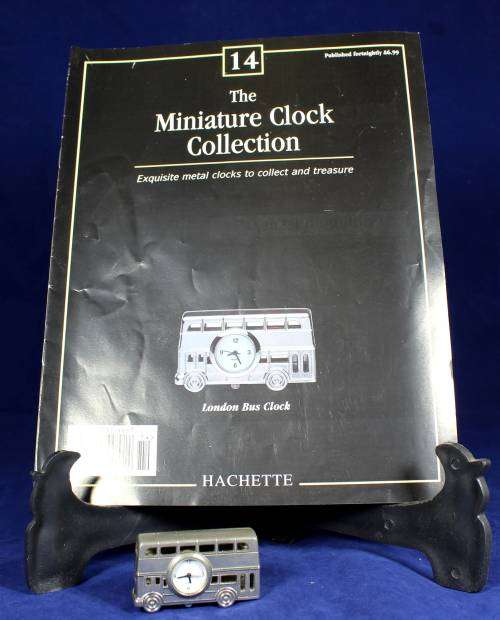 14
Published fortnightly £6.99
The
Miniature Clock
Collection
Exquisite metal clocks to collect and treasure
London Bus Clock
HACHETTE